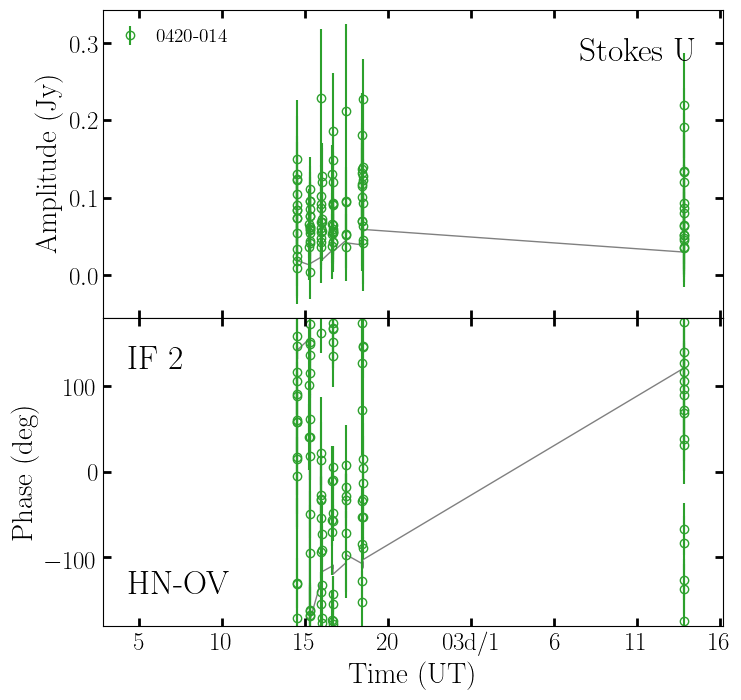 0420-014
Stokes U
0.3
0.2
0.1
0.0
Amplitude (Jy)
IF 2
100
0
−100
Phase (deg)
HN-OV
5 10 15 20 03d/1 6 11 16
Time (UT)